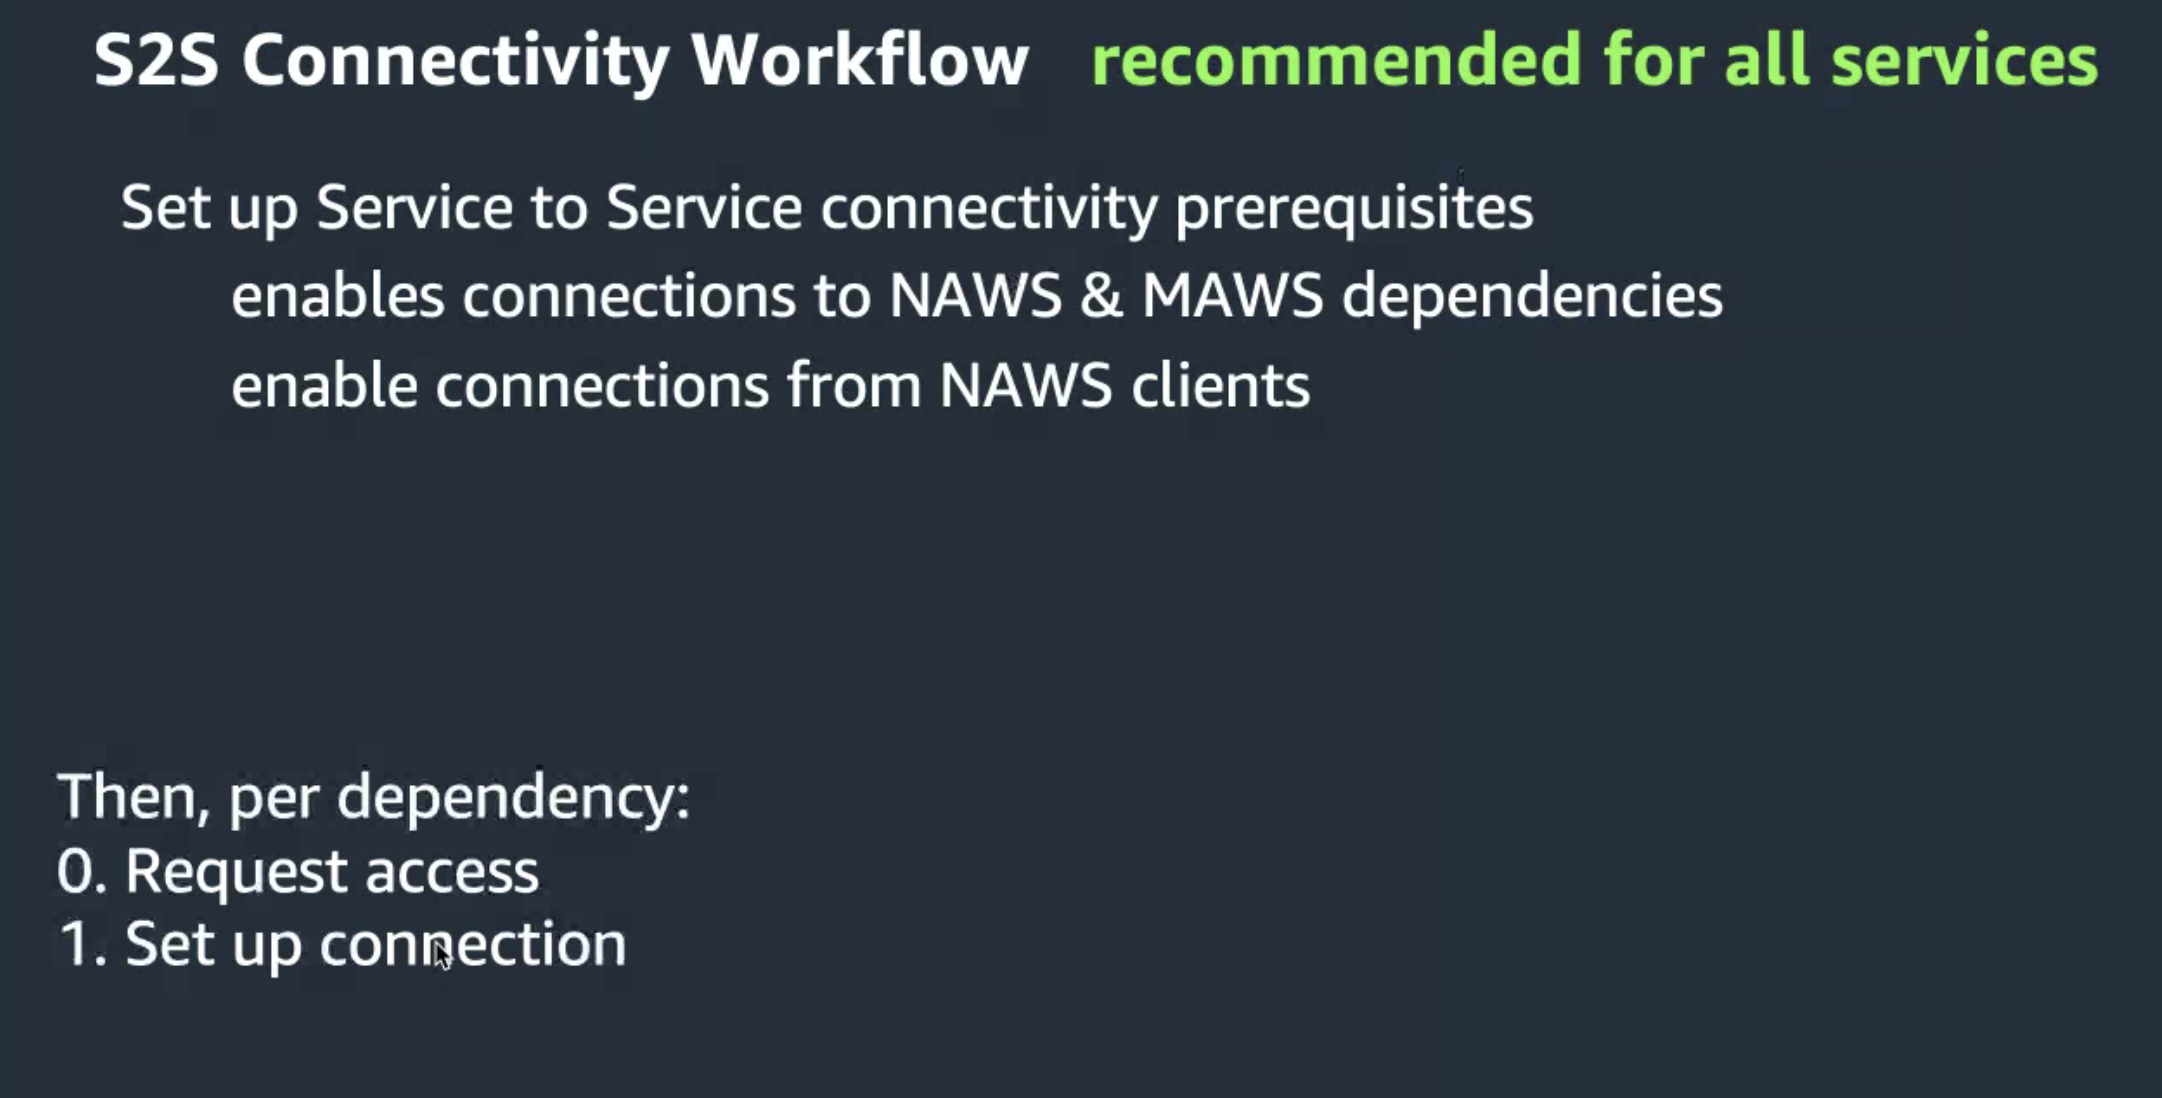 S2S Connectivity Workflow recommended for all services
Set up Service to Service connectivity prerequisites
enables connections to NAWS & MAWS dependencies
enable connections from NAWS clients
Then, per dependency:
0. Request access
1. Set up connection